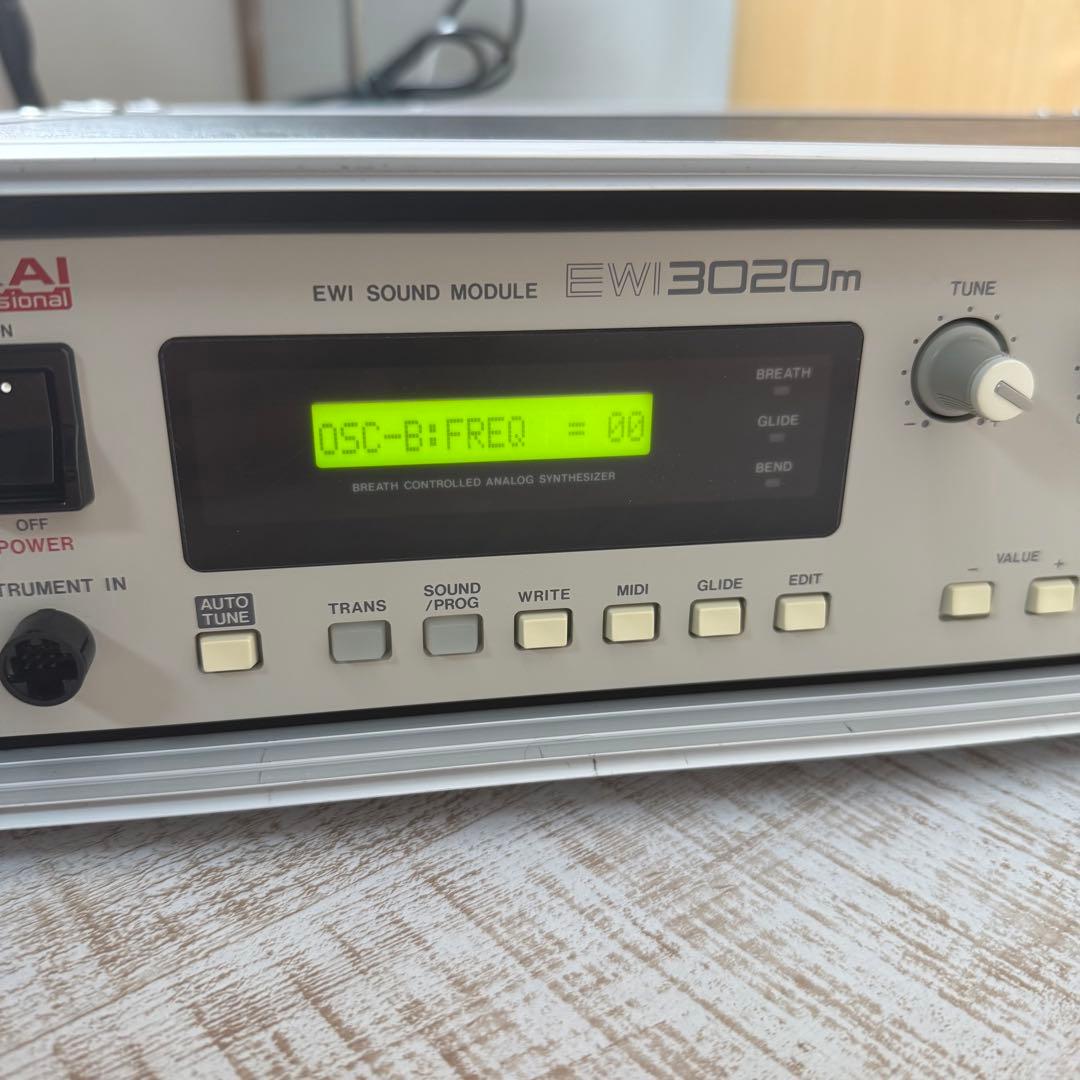 AI
sional
EWI SOUND MODULE EWI3020m
TUNE
N
BREATH
GLIDE
BEND
OSC-B:FREQ = 00
BREATH CONTROLLED ANALOG SYNTHESIZER
OFF
POWER
TRUMENT IN
AUTO TUNE
TRANS
SOUND /PROG
WRITE
MIDI
GLIDE
EDIT
− VALUE +